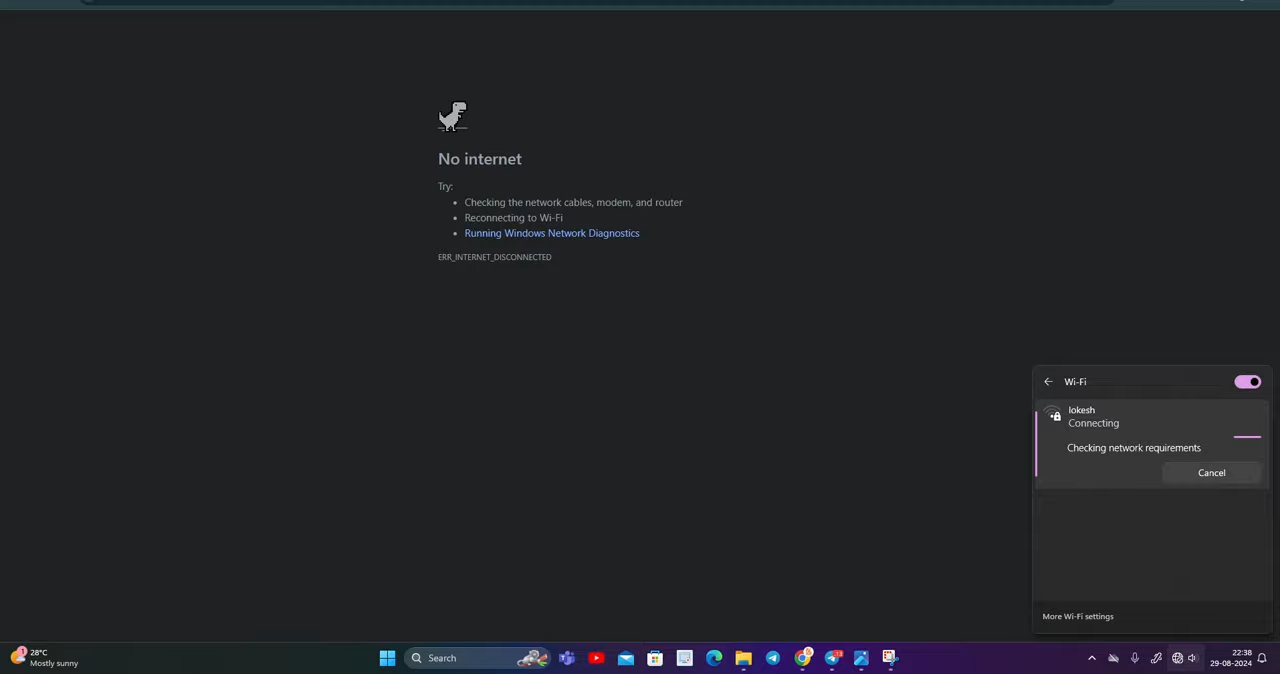 No internet
Try:
Checking the network cables, modem, and router
Reconnecting to Wi-Fi
Running Windows Network Diagnostics
ERR_INTERNET_DISCONNECTED
Wi-Fi
lokesh
Connecting
Checking network requirements
Cancel
More Wi-Fi settings
1
28°C
Mostly sunny
Search
22:38
29-08-2024